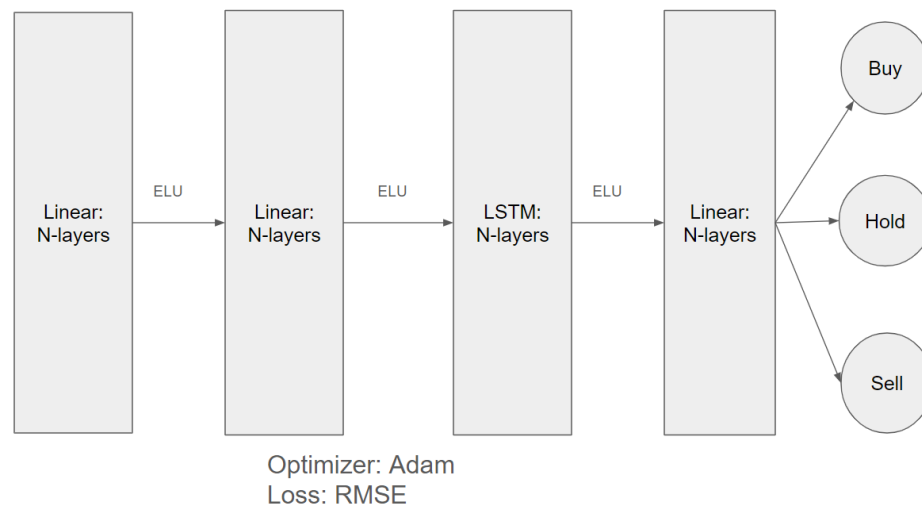 ELU
ELU
ELU
Linear:
N-layers
Linear:
N-layers
LSTM:
N-layers
Linear:
N-layers
Buy
Hold
Sell
Optimizer: Adam
Loss: RMSE